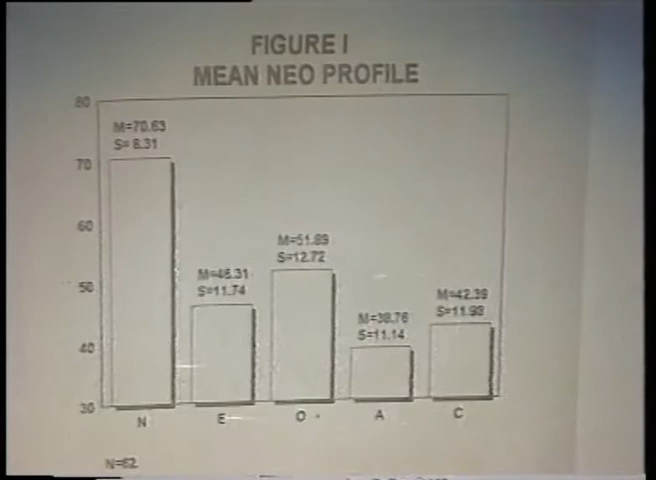 FIGURE I
MEAN NEO PROFILE
80
70
60
50
40
30
M=70.63
S= 8.31
M=46.31
S=11.74
M=51.89
S=12.72
M=38.76
S=11.14
M=42.39
S=11.93
N
E
O
A
C
N=62